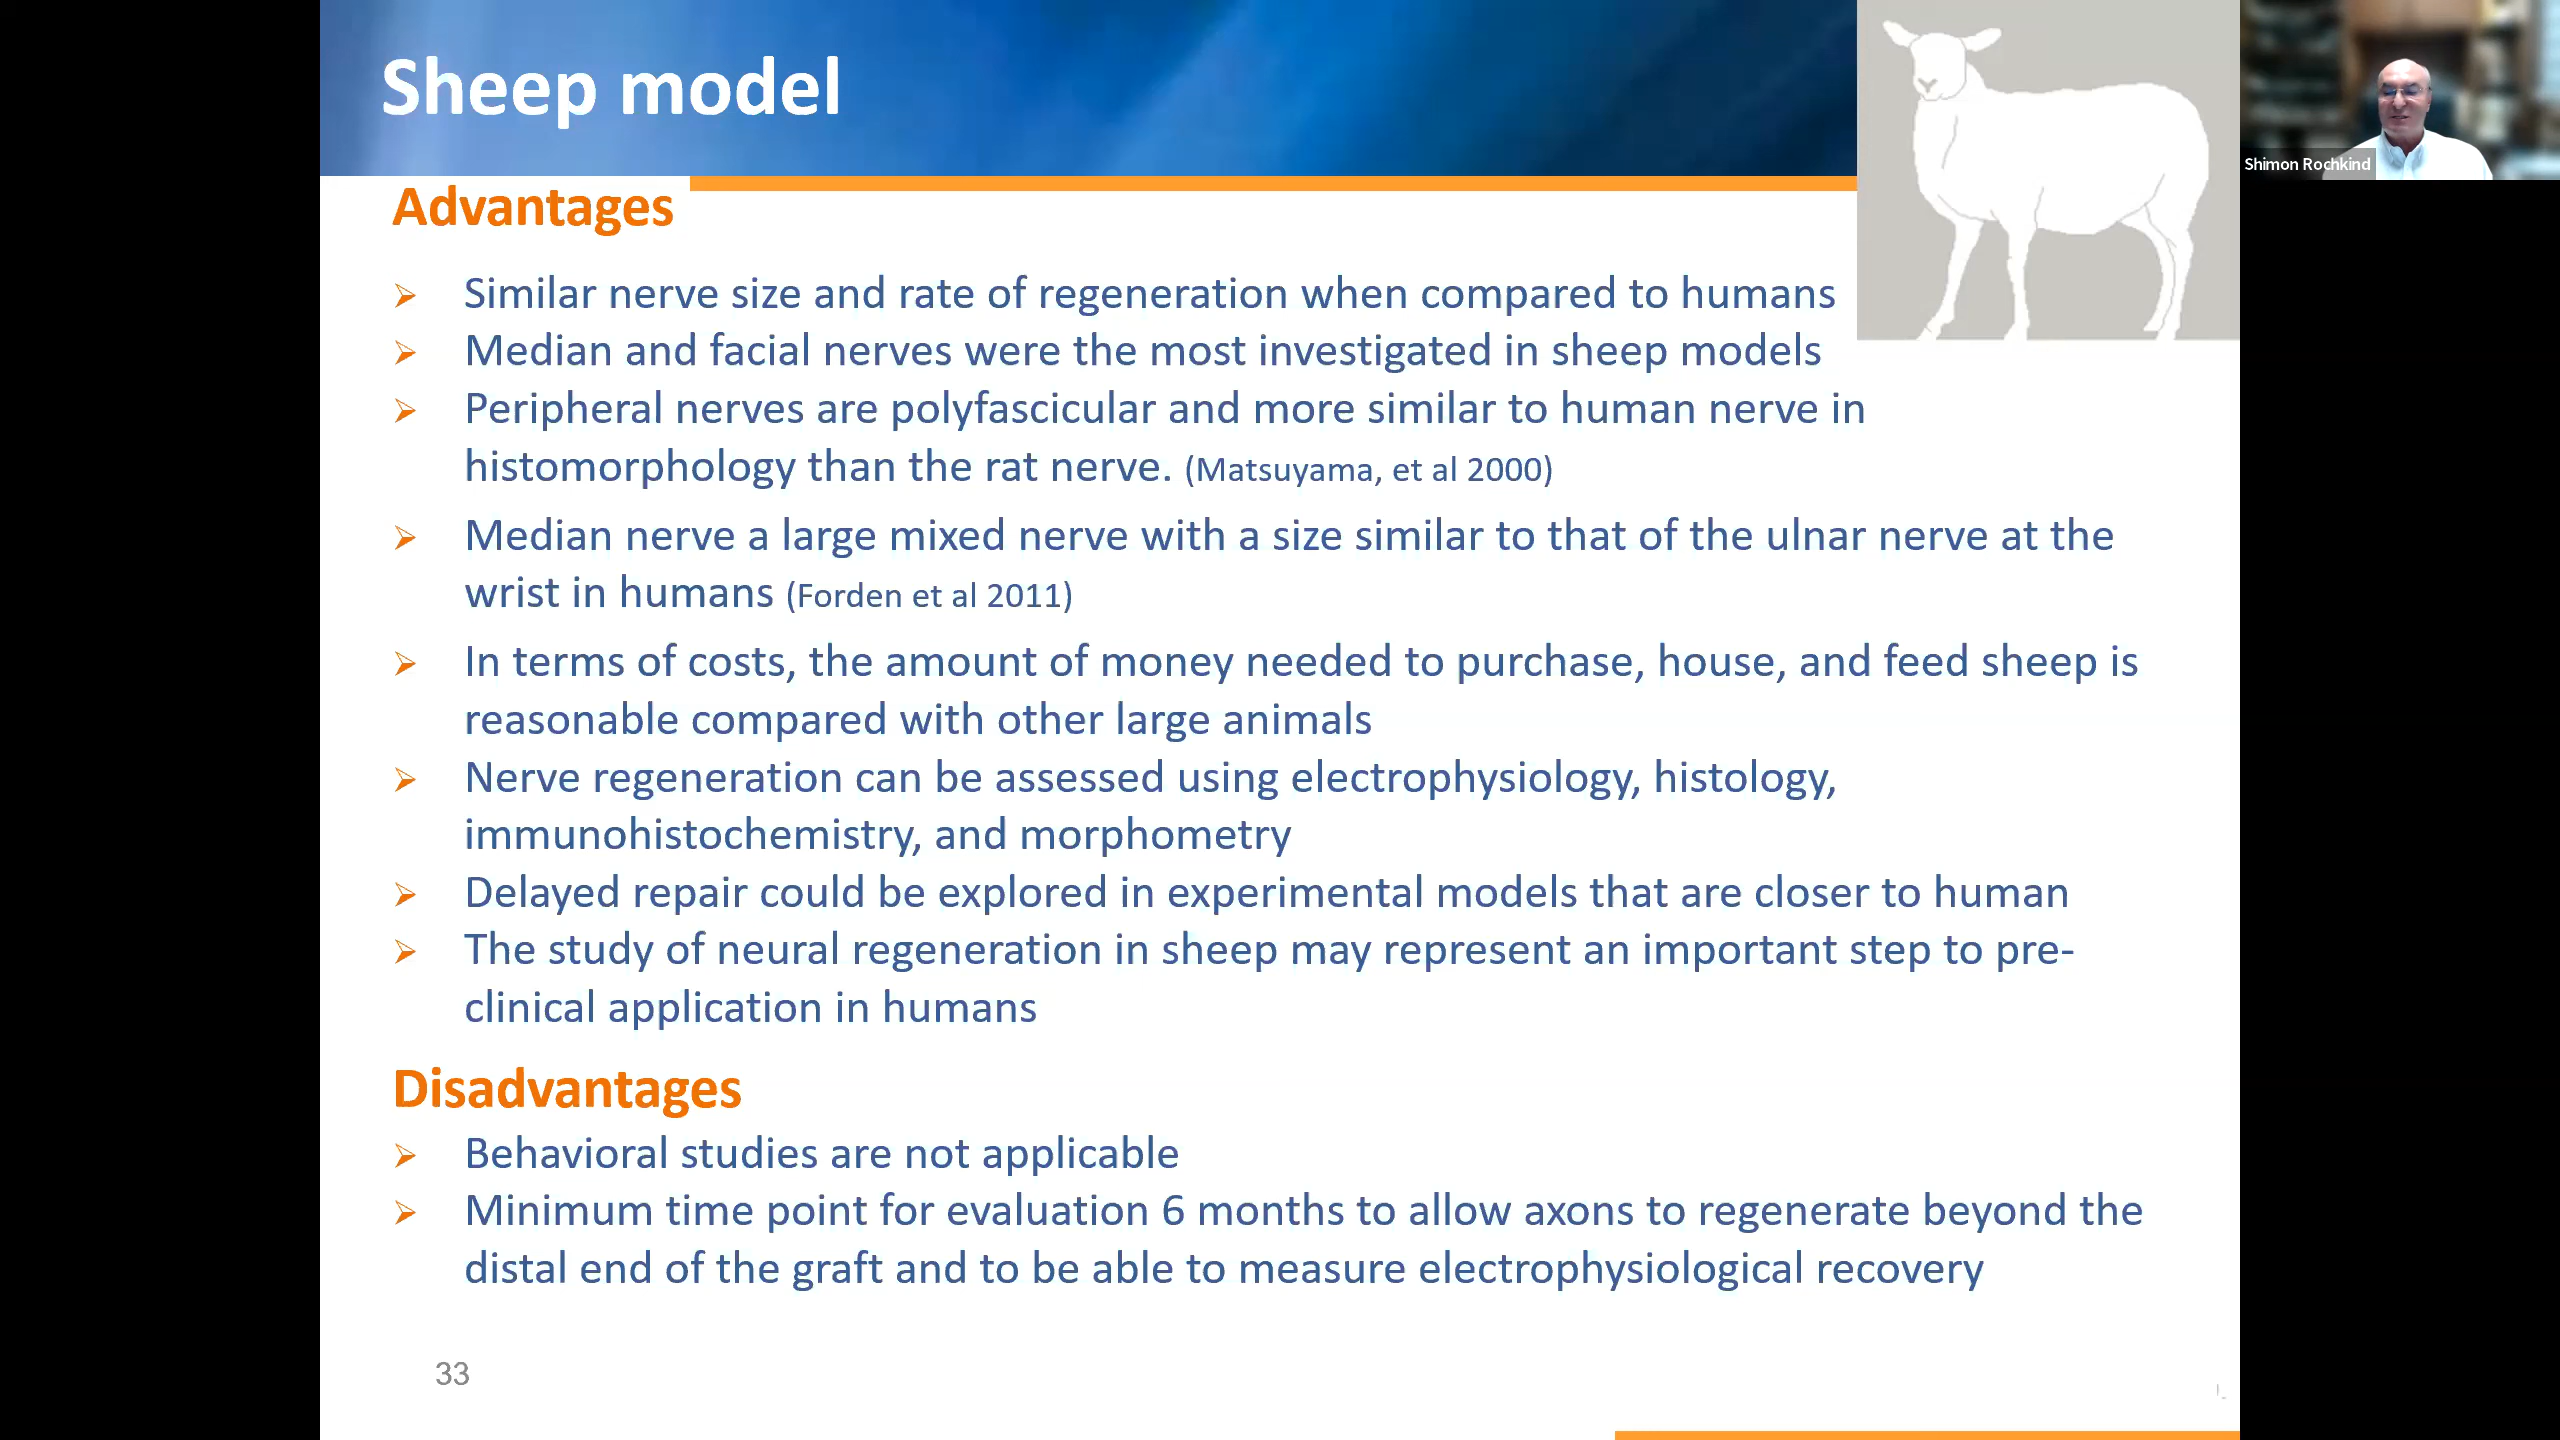 Sheep model
Shimon Rochkind
Advantages
Similar nerve size and rate of regeneration when compared to humans
Median and facial nerves were the most investigated in sheep models
Peripheral nerves are polyfascicular and more similar to human nerve in
histomorphology than the rat nerve. (Matsuyama, et al 2000)
Median nerve a large mixed nerve with a size similar to that of the ulnar nerve at the
wrist in humans (Forden et al 2011)
In terms of costs, the amount of money needed to purchase, house, and feed sheep is
reasonable compared with other large animals
Nerve regeneration can be assessed using electrophysiology, histology,
immunohistochemistry, and morphometry
Delayed repair could be explored in experimental models that are closer to human
The study of neural regeneration in sheep may represent an important step to pre-
clinical application in humans
Disadvantages
Behavioral studies are not applicable
Minimum time point for evaluation 6 months to allow axons to regenerate beyond the
distal end of the graft and to be able to measure electrophysiological recovery
33